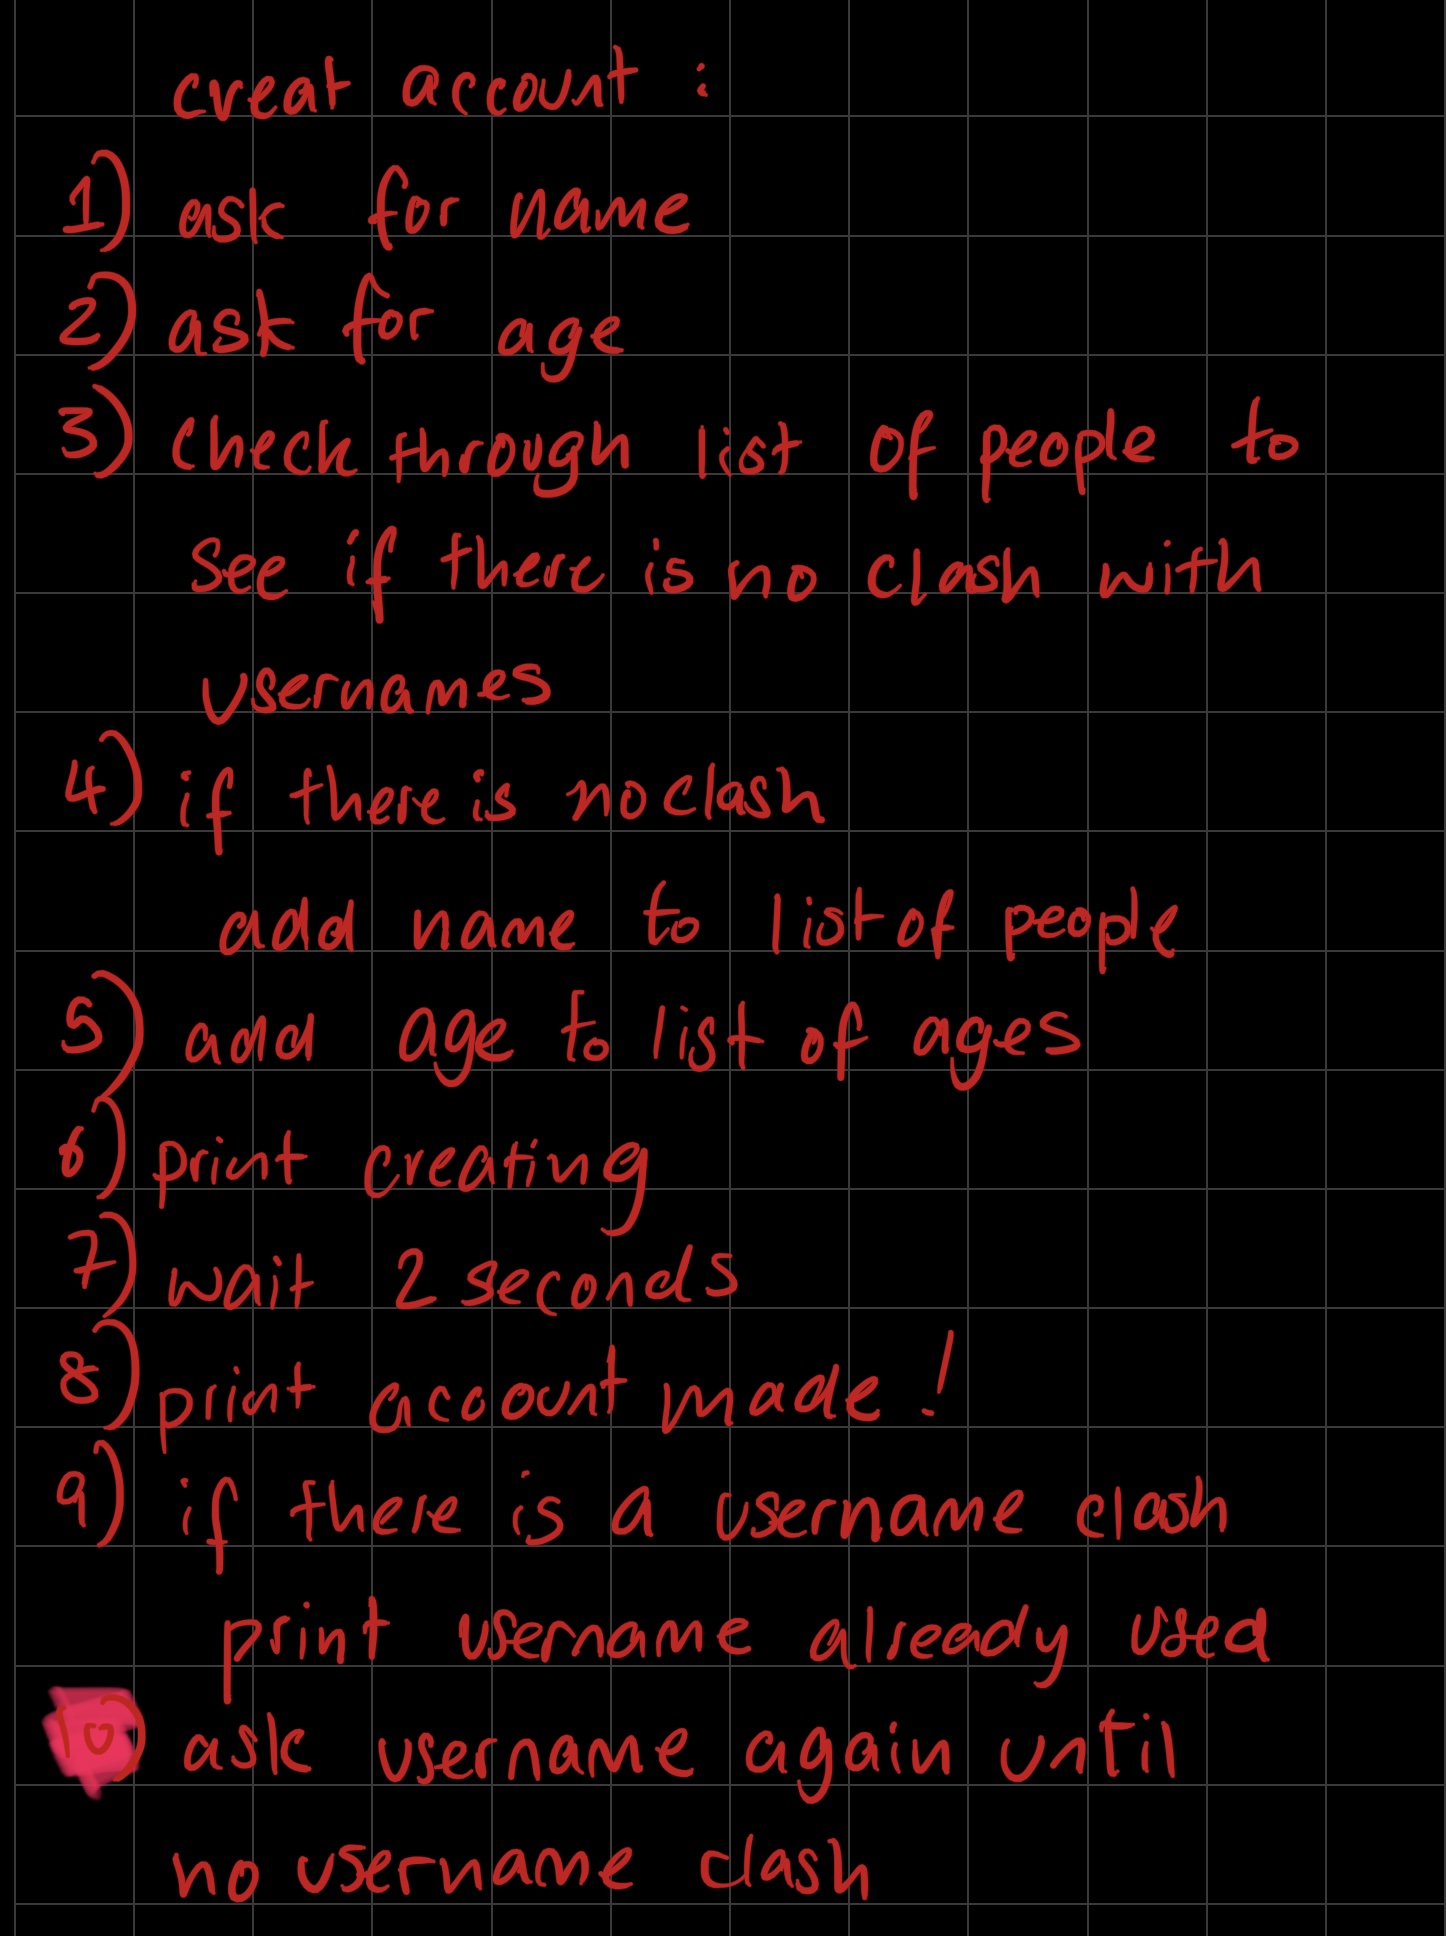 creat account :
1) ask for name
2) ask for age
3) check through list of people to
see if there is no clash with
usernames
4) if there is no clash
add name to list of people
5) add age to list of ages
6) print creating
7) wait 2 seconds
8) print account made !
9) if there is a username clash
print username already used
10) ask username again until
no username clash